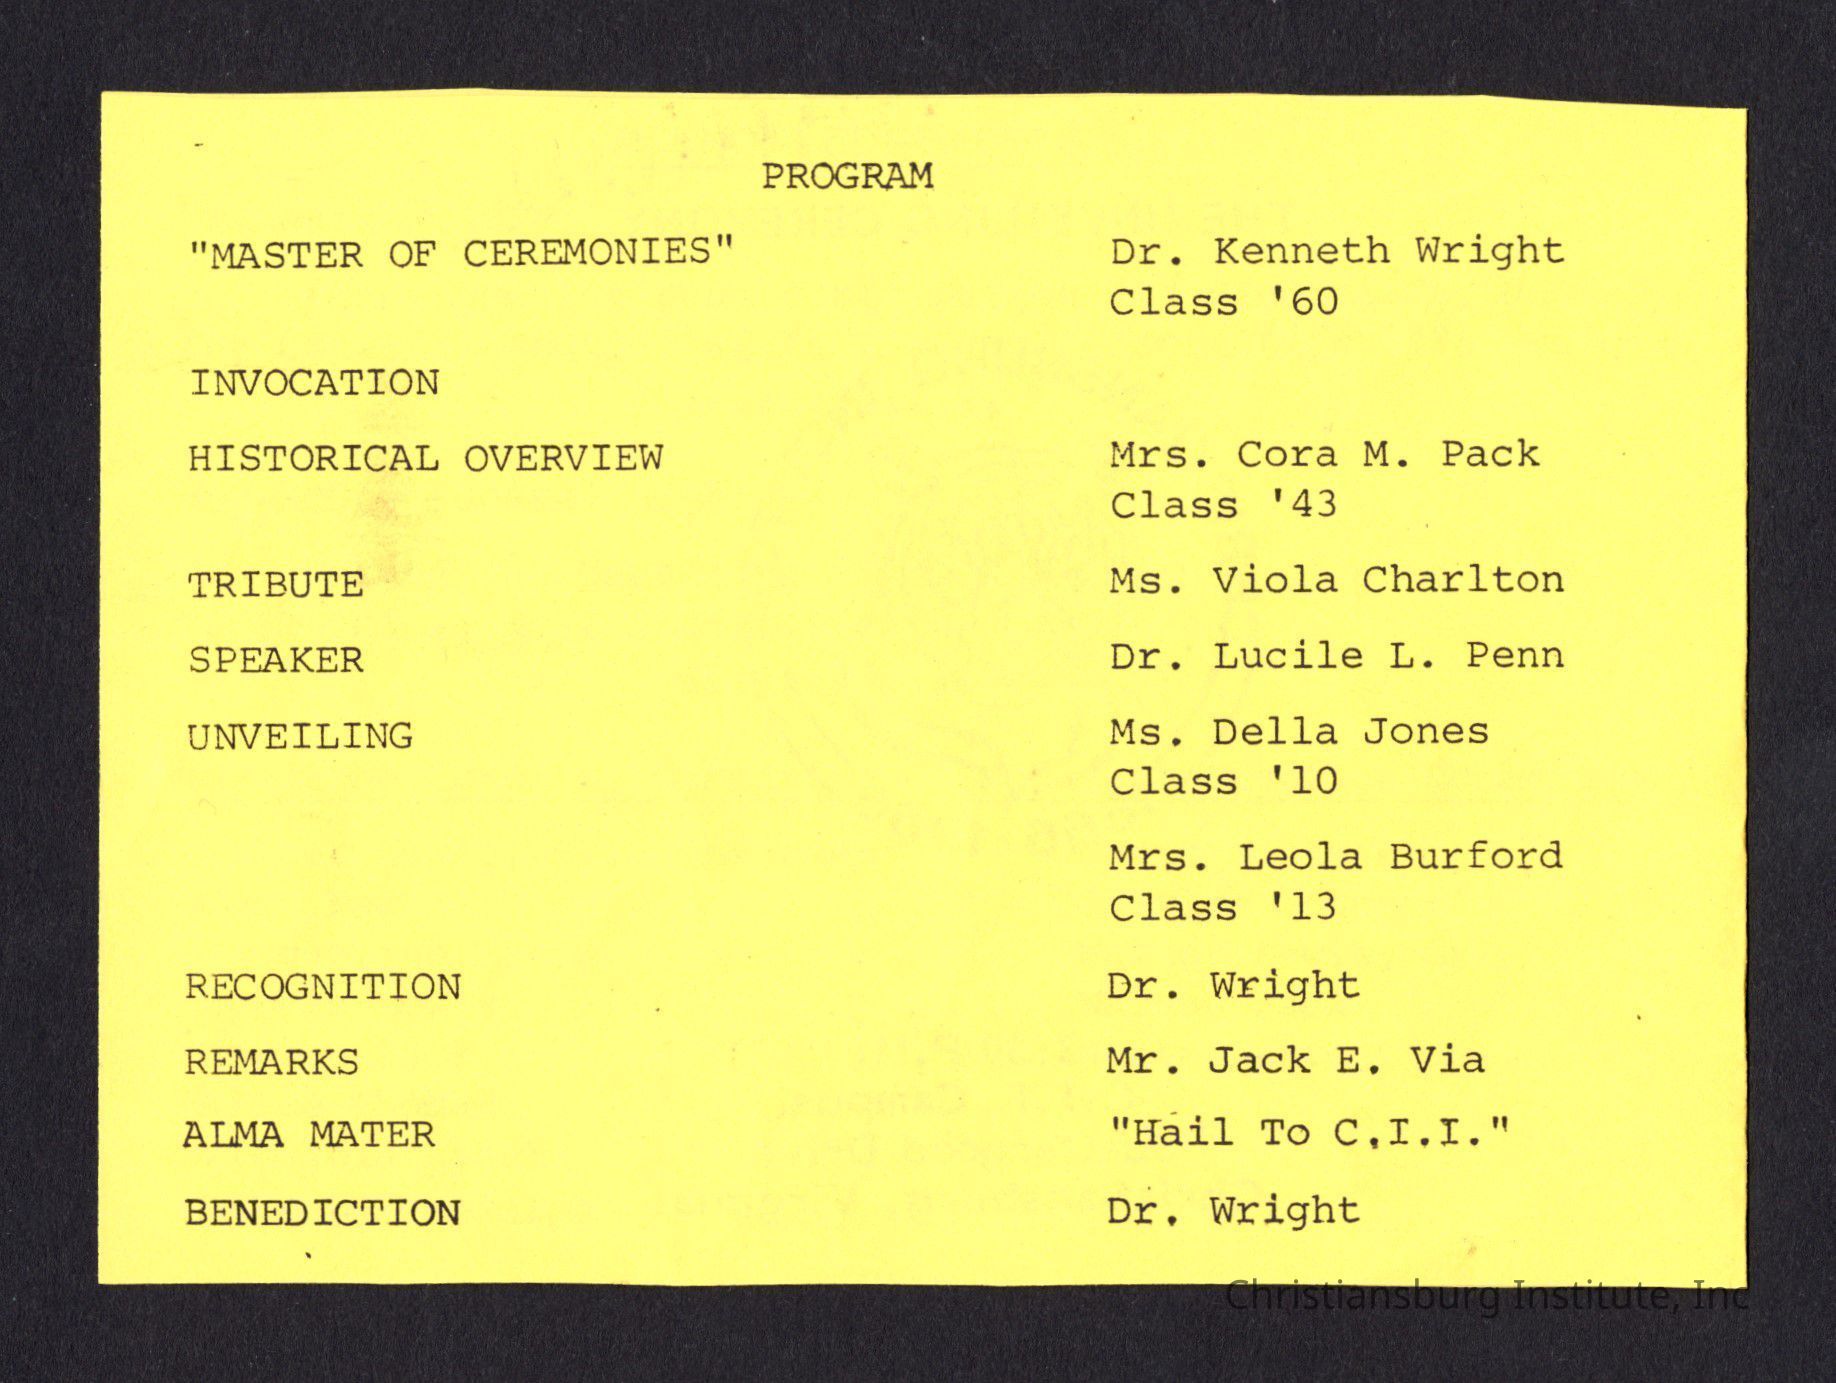 PROGRAM
"MASTER OF CEREMONIES" Dr. Kenneth Wright
Class '60
INVOCATION
HISTORICAL OVERVIEW Mrs. Cora M. Pack
Class '43
TRIBUTE Ms. Viola Charlton
SPEAKER Dr. Lucile L. Penn
UNVEILING Ms. Della Jones
Class '10
Mrs. Leola Burford
Class '13
RECOGNITION Dr. Wright
REMARKS Mr. Jack E. Via
ALMA MATER "Hail To C.I.I."
BENEDICTION Dr. Wright
Christiansburg Institute, Inc